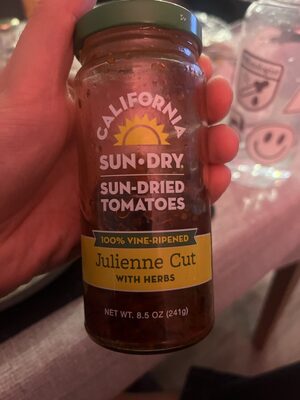 CALIFORNIA
SUN•DRY®
SUN-DRIED
TOMATOES
100% VINE-RIPENED
Julienne Cut
WITH HERBS
NET WT. 8.5 OZ (241g)